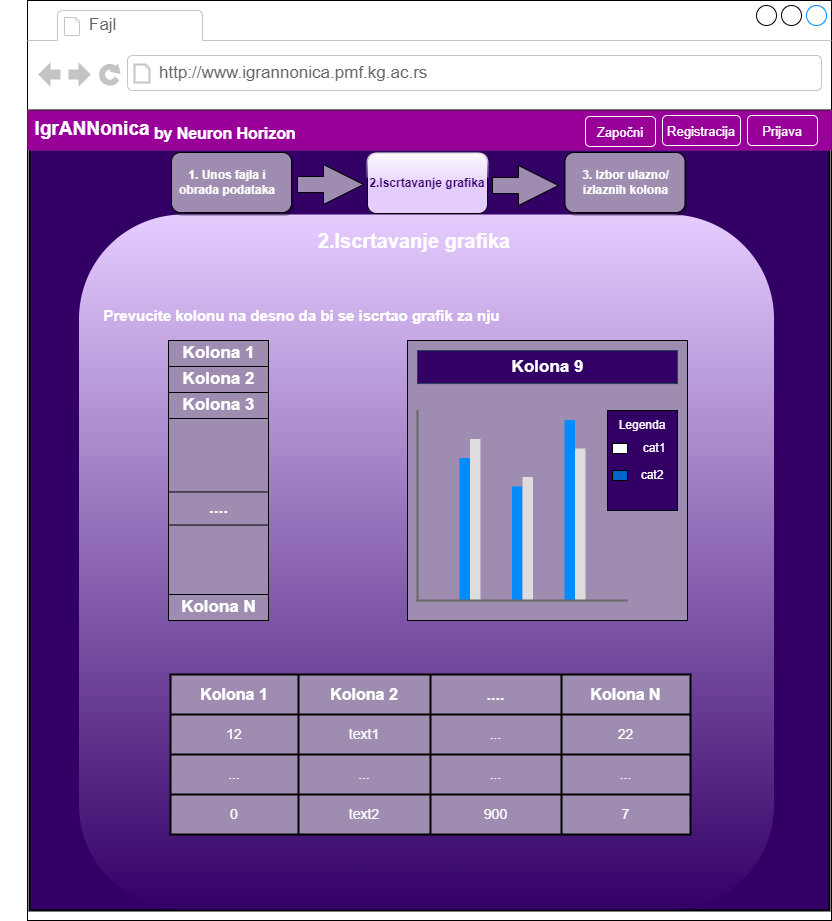 Fajl
http://www.igrannonica.pmf.kg.ac.rs
IgrANNonica by Neuron Horizon
Započni
Registracija
Prijava
1. Unos fajla i
obrada podataka
2.Iscrtavanje grafika
3. Izbor ulazno/
izlaznih kolona
2.Iscrtavanje grafika
Prevucite kolonu na desno da bi se iscrtao grafik za nju
Kolona 1
Kolona 2
Kolona 3
....
Kolona N
Kolona 9
Legenda
cat1
cat2
Kolona 1 Kolona 2 .... Kolona N
12 text1 ... 22
... ... ... ...
0 text2 900 7